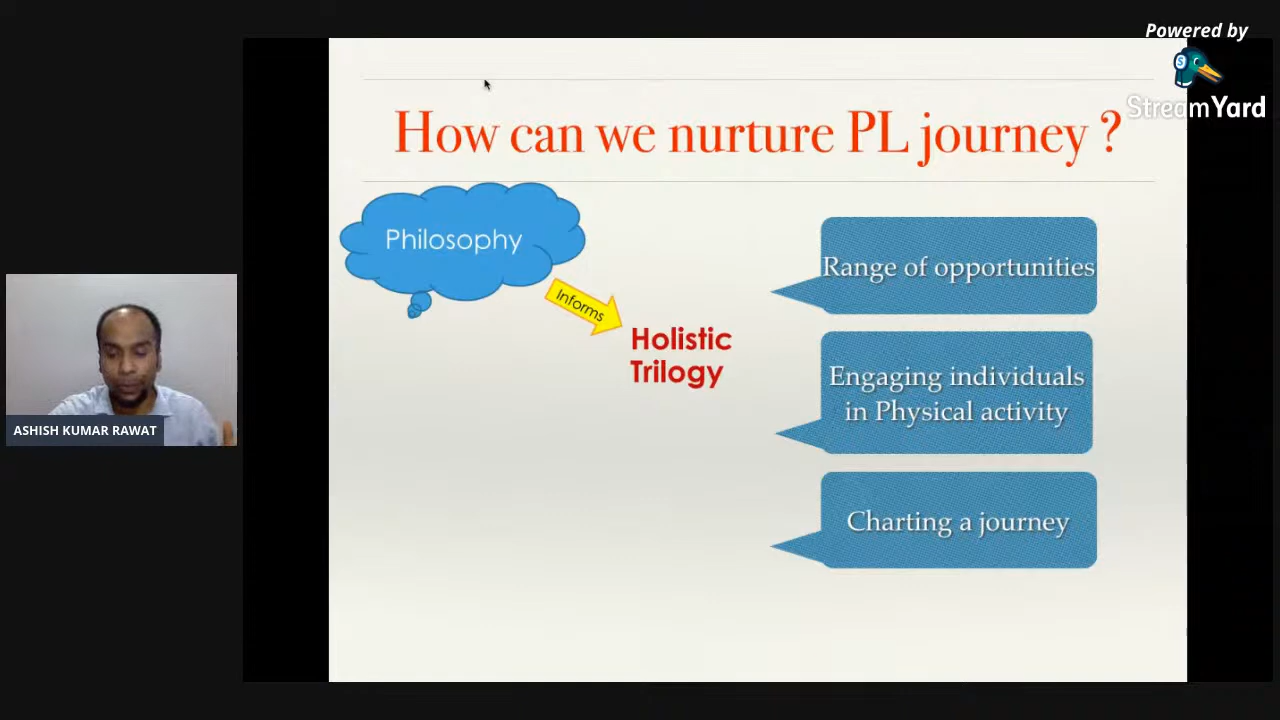 Powered by
StreamYard
How can we nurture PL journey ?
Philosophy
Informs
Holistic
Trilogy
Range of opportunities
Engaging individuals
in Physical activity
Charting a journey
ASHISH KUMAR RAWAT